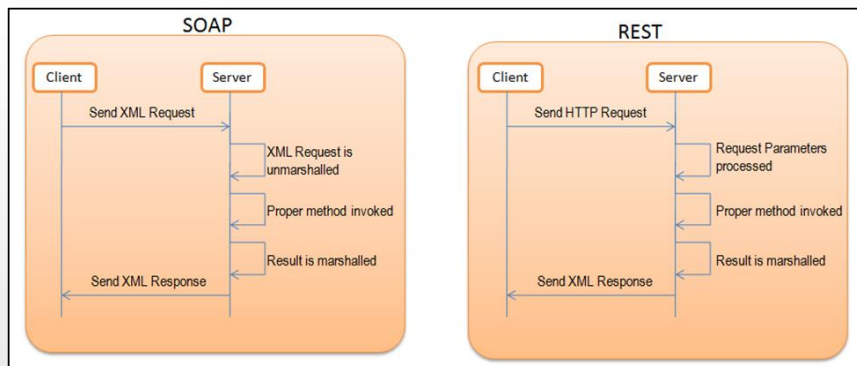 SOAP
Client
Server
Send XML Request
XML Request is
unmarshalled
Proper method invoked
Result is marshalled
Send XML Response
REST
Client
Server
Send HTTP Request
Request Parameters
processed
Proper method invoked
Result is marshalled
Send XML Response